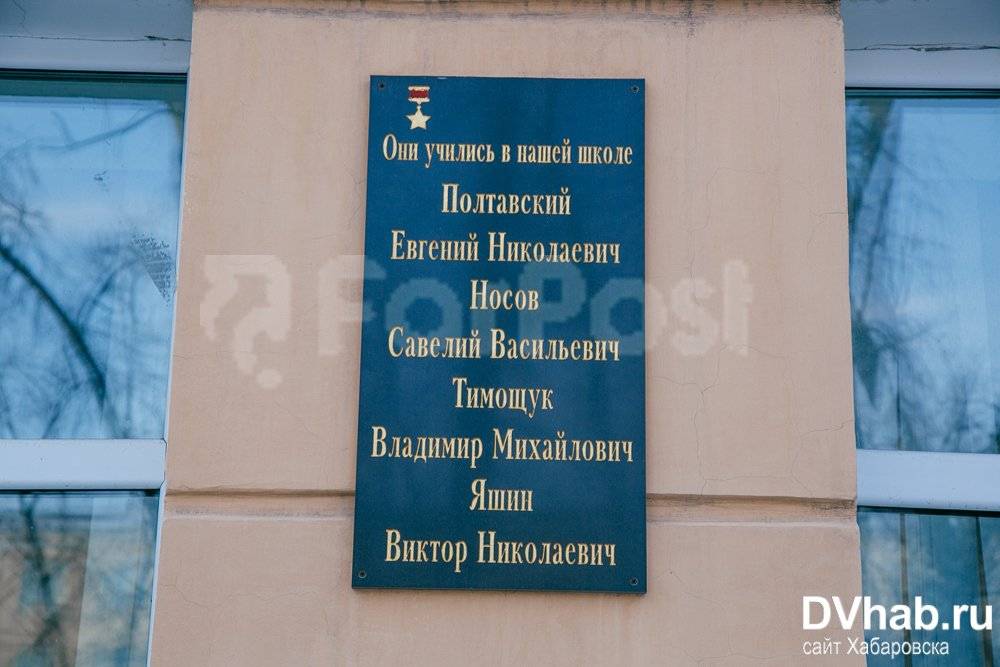 Они учились в нашей школе
Полтавский
Евгений Николаевич
Носов
Савелий Васильевич
Тимощук
Владимир Михайлович
Яшин
Виктор Николаевич
FortPost
DVhab.ru
сайт Хабаровска